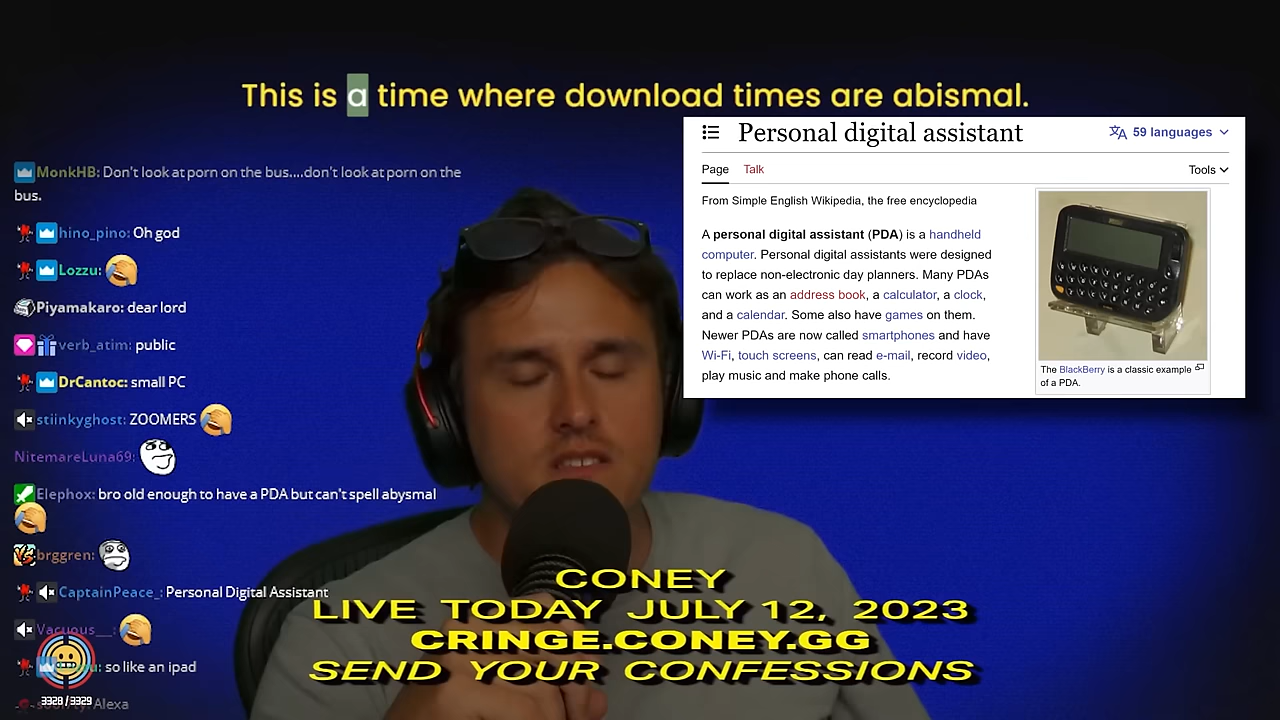 This is a time where download times are abismal.
MonkHB: Don't look at porn on the bus....don't look at porn on the
bus.
hino_pino: Oh god
Lozzu:
Piyamakaro: dear lord
verb_atim: public
DrCantoc: small PC
stiinkyghost: ZOOMERS
NitemareLuna69:
Elephox: bro old enough to have a PDA but can't spell abysmal
brggren:
CaptainPeace_: Personal Digital Assistant
Vacuous__:
so like an ipad
Alexa
3328 / 3329
Personal digital assistant
59 languages
Page
Talk
Tools
From Simple English Wikipedia, the free encyclopedia
A personal digital assistant (PDA) is a handheld
computer. Personal digital assistants were designed
to replace non-electronic day planners. Many PDAs
can work as an address book, a calculator, a clock,
and a calendar. Some also have games on them.
Newer PDAs are now called smartphones and have
Wi-Fi, touch screens, can read e-mail, record video,
play music and make phone calls.
The BlackBerry is a classic example
of a PDA.
CONEY
LIVE TODAY JULY 12, 2023
CRINGE.CONEY.GG
SEND YOUR CONFESSIONS